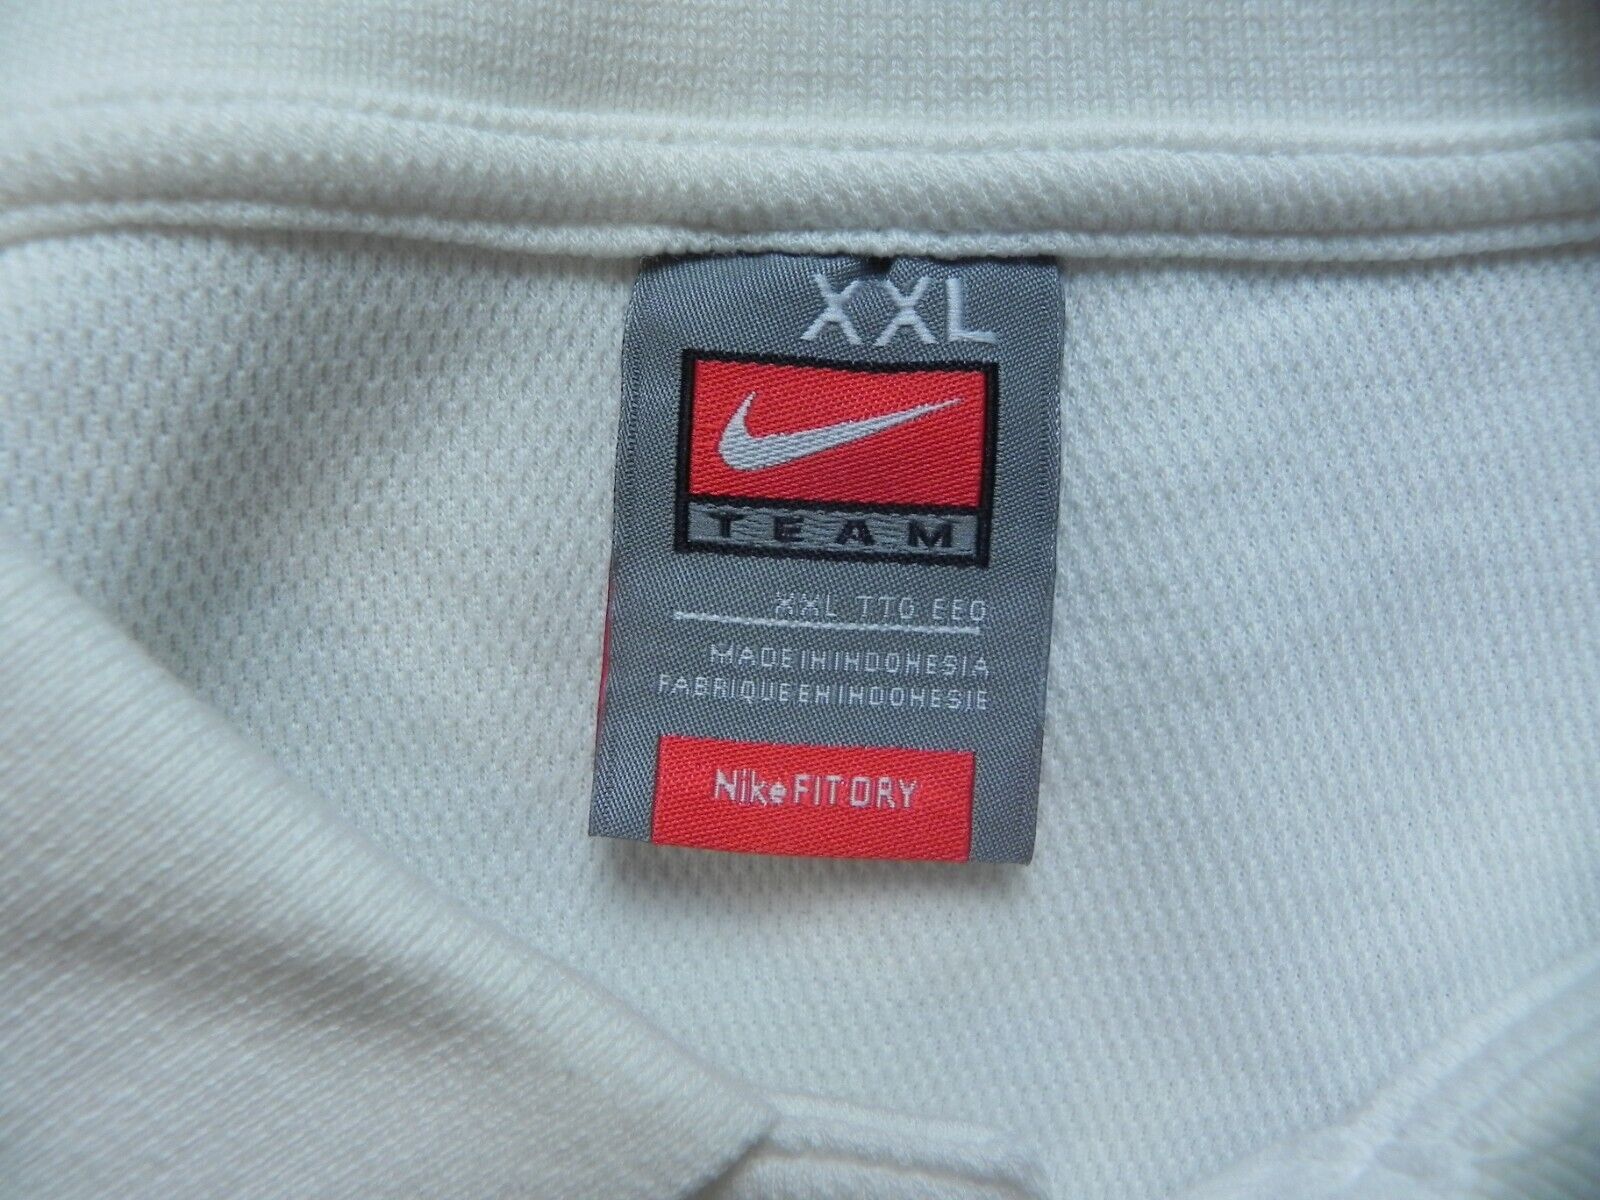 XXL
TEAM
XXL TTG EEG
MADE IN INDONESIA
FABRIQUE EN INDONESIE
Nike FIT DRY